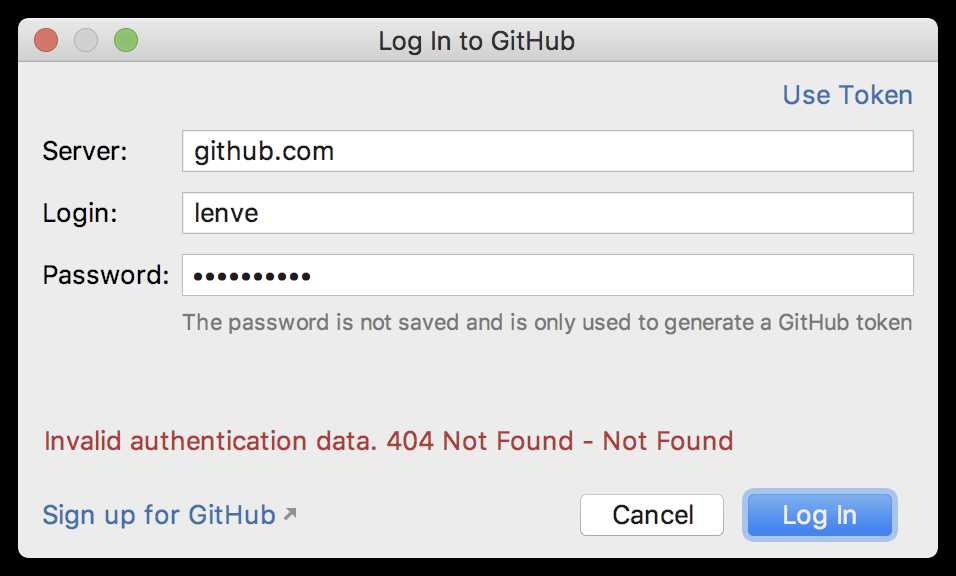 Log In to GitHub
Use Token
Server: github.com
Login: lenve
Password: ••••••••••
The password is not saved and is only used to generate a GitHub token
Invalid authentication data. 404 Not Found - Not Found
Sign up for GitHub
Cancel Log In